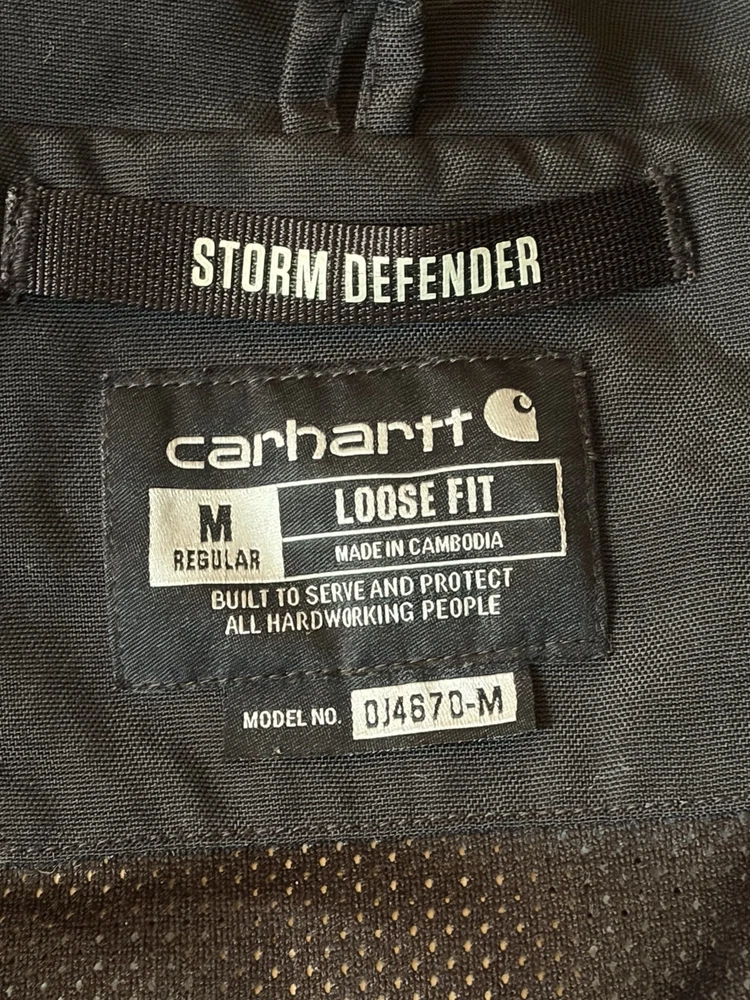 STORM DEFENDER
carhartt
M
REGULAR
LOOSE FIT
MADE IN CAMBODIA
BUILT TO SERVE AND PROTECT
ALL HARDWORKING PEOPLE
MODEL NO. OJ4670-M